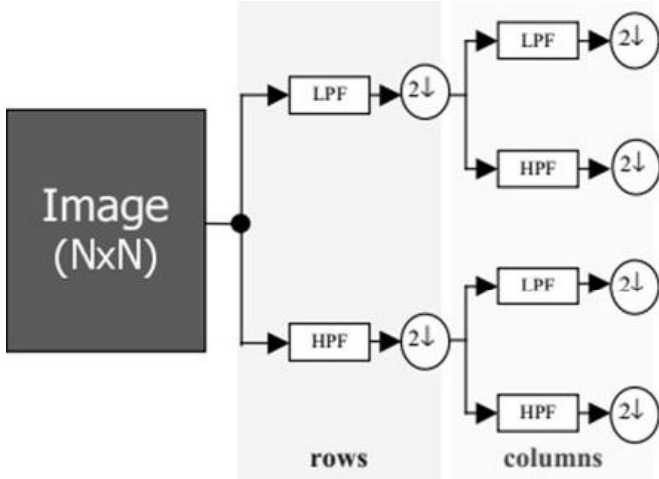 Image
(NxN)
LPF
2↓
HPF
2↓
LPF
2↓
HPF
2↓
LPF
2↓
HPF
2↓
rows
columns